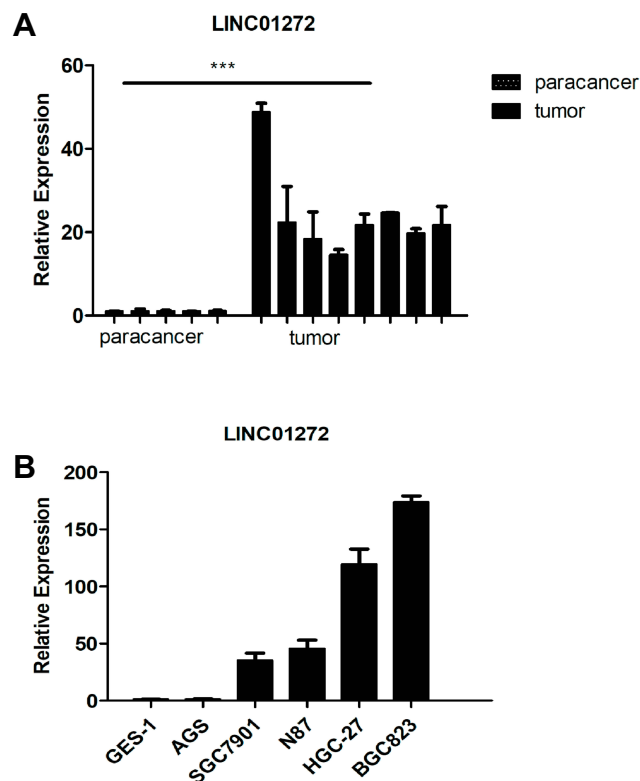 A
LINC01272
Relative Expression
60
40
20
0
***
paracancer
tumor
paracancer
tumor
B
LINC01272
Relative Expression
200
150
100
50
0
GES-1
AGS
SGC7901
N87
HGC-27
BGC823